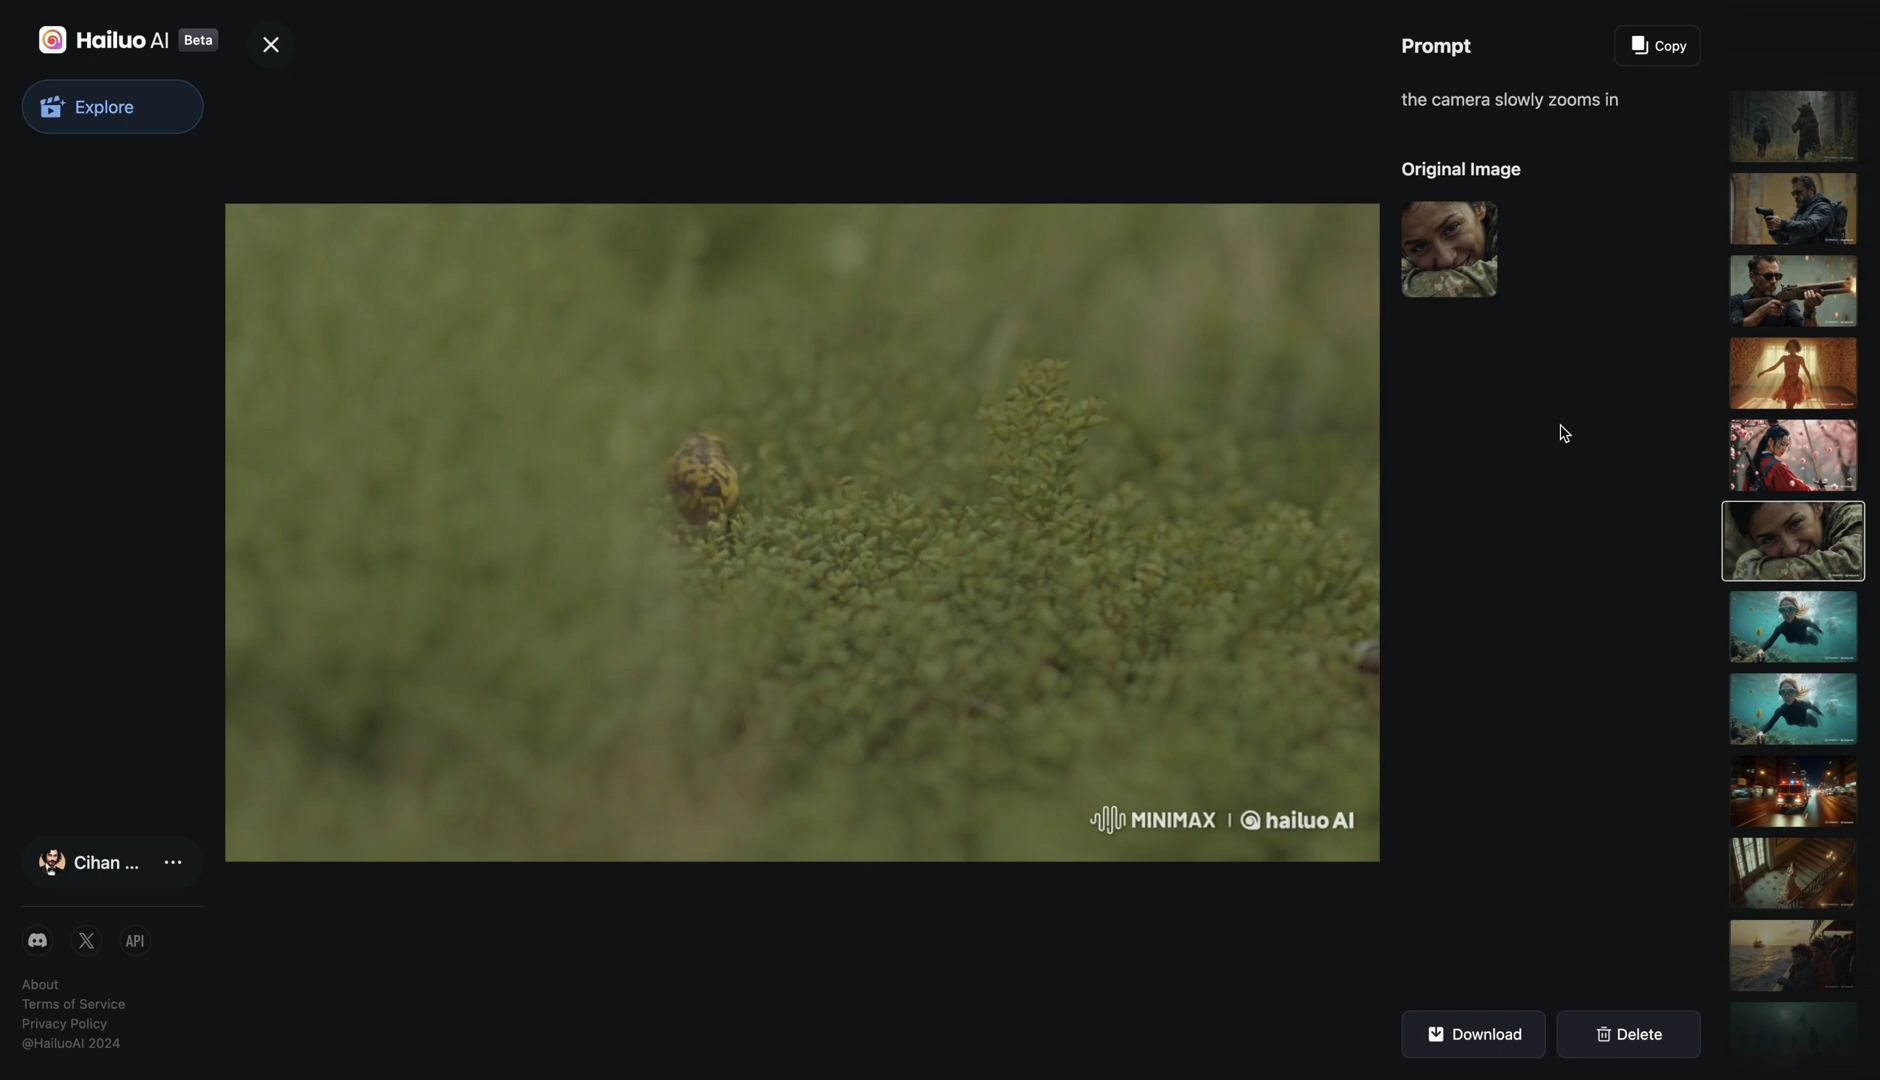 Hailuo AI Beta
Explore
Prompt
Copy
the camera slowly zooms in
Original Image
MINIMAX | hailuo AI
Cihan ...
API
About
Terms of Service
Privacy Policy
@HailuoAI 2024
Download
Delete